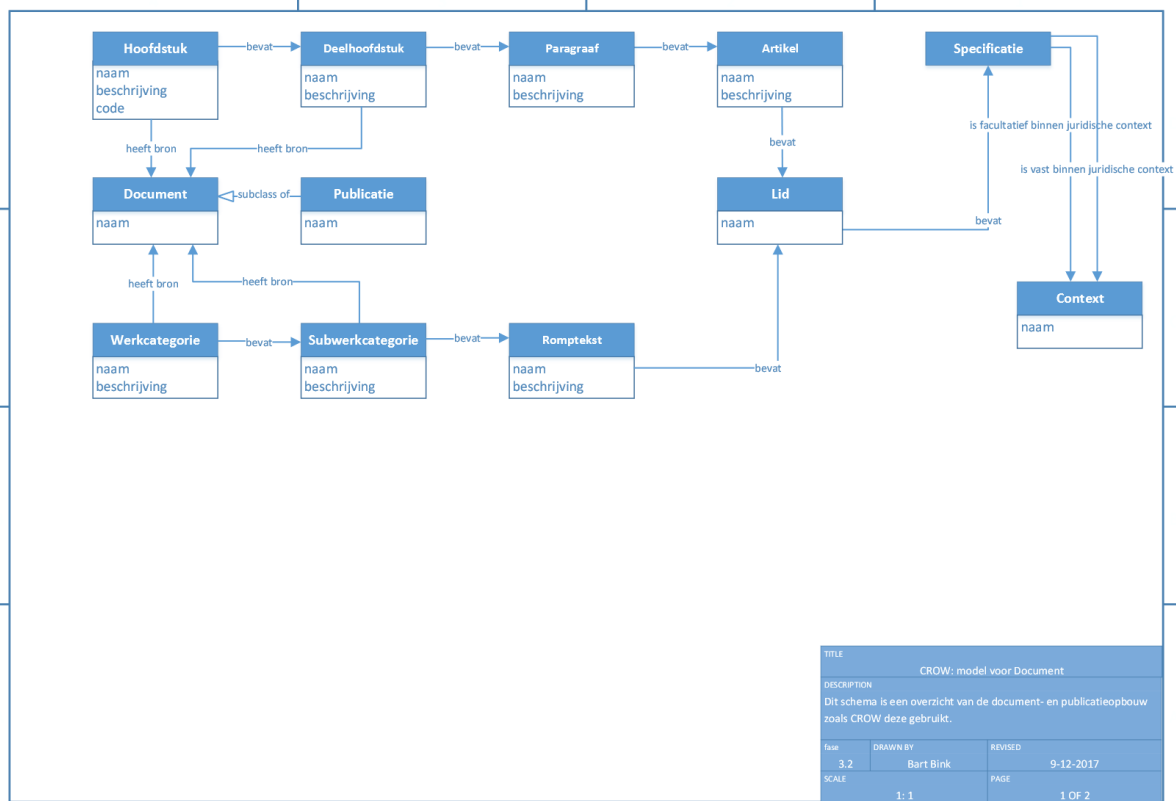 Hoofdstuk
naam
beschrijving
code
bevat
Deelhoofdstuk
naam
beschrijving
bevat
Paragraaf
naam
beschrijving
bevat
Artikel
naam
beschrijving
Specificatie
is facultatief binnen juridische context
is vast binnen juridische context
heeft bron
heeft bron
bevat
Document
naam
subclass of
Publicatie
naam
Lid
naam
bevat
heeft bron
heeft bron
Context
naam
Werkcategorie
naam
beschrijving
bevat
Subwerkcategorie
naam
beschrijving
bevat
Romptekst
naam
beschrijving
bevat
TITLE
CROW: model voor Document
DESCRIPTION
Dit schema is een overzicht van de document- en publicatieopbouw
zoals CROW deze gebruikt.
fase
3.2
DRAWN BY
Bart Bink
REVISED
9-12-2017
SCALE
1: 1
PAGE
1 OF 2